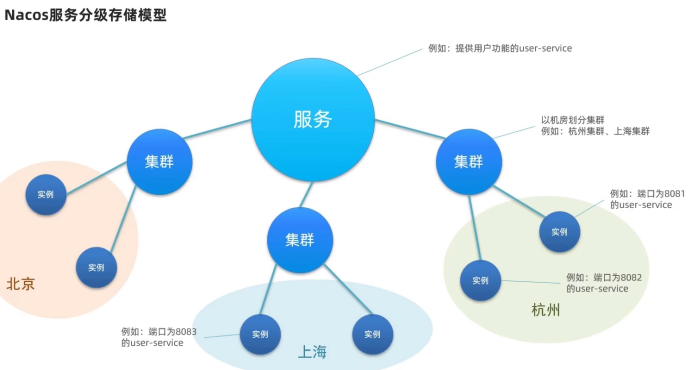 Nacos服务分级存储模型
例如：提供用户功能的user-service
服务
以机房划分集群
例如：杭州集群、上海集群
集群
集群
例如：端口为8081
的user-service
实例
实例
集群
实例
实例
例如：端口为8082
的user-service
北京
杭州
例如：端口为8083
的user-service
实例
实例
上海